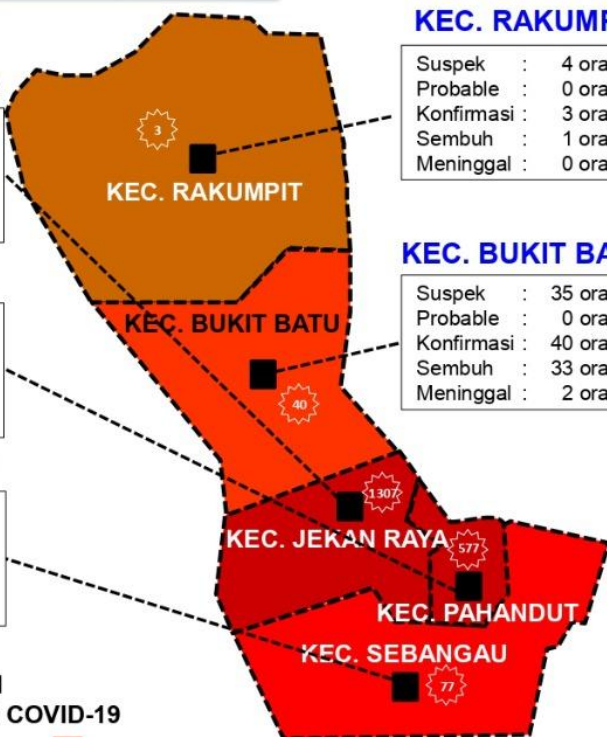 KEC. RAKUMP
Suspek : 4 ora
Probable : 0 ora
Konfirmasi : 3 ora
Sembuh : 1 ora
Meninggal : 0 ora
3
KEC. RAKUMPIT
KEC. BUKIT BA
Suspek : 35 ora
Probable : 0 ora
Konfirmasi : 40 ora
Sembuh : 33 ora
Meninggal : 2 ora
KEC. BUKIT BATU
40
1307
KEC. JEKAN RAYA
577
KEC. PAHANDUT
KEC. SEBANGAU
77
COVID-19